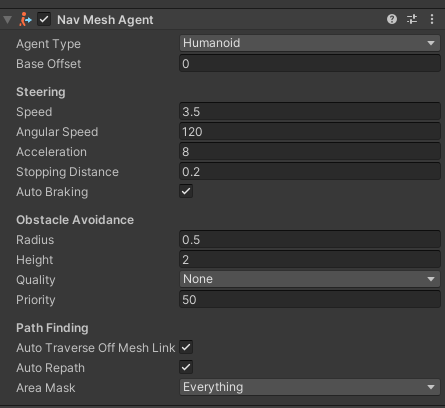 Nav Mesh Agent
Agent Type Humanoid
Base Offset 0
Steering
Speed 3.5
Angular Speed 120
Acceleration 8
Stopping Distance 0.2
Auto Braking
Obstacle Avoidance
Radius 0.5
Height 2
Quality None
Priority 50
Path Finding
Auto Traverse Off Mesh Link
Auto Repath
Area Mask Everything